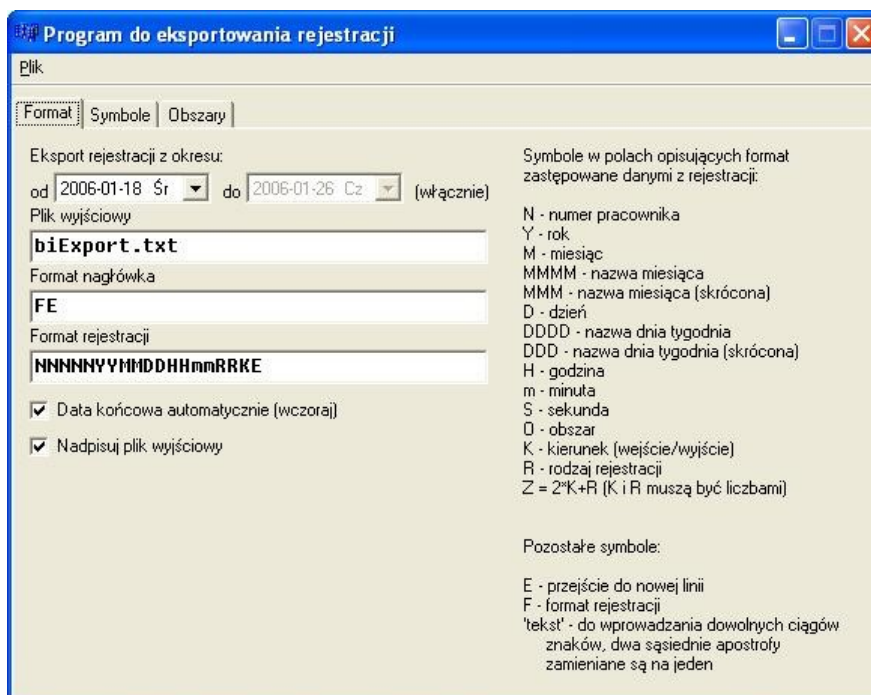 Program do eksportowania rejestracji
Plik
Format Symbole Obszary
Eksport rejestracji z okresu:
od 2006-01-18 Śr do 2006-01-26 Cz (włącznie)
Plik wyjściowy
biExport.txt
Format nagłówka
FE
Format rejestracji
NNNNNYYMMDDHHmmRRKE
Data końcowa automatycznie (wczoraj)
Nadpisuj plik wyjściowy
Symbole w polach opisujących format
zastępowane danymi z rejestracji:
N - numer pracownika
Y - rok
M - miesiąc
MMMM - nazwa miesiąca
MMM - nazwa miesiąca (skrócona)
D - dzień
DDDD - nazwa dnia tygodnia
DDD - nazwa dnia tygodnia (skrócona)
H - godzina
m - minuta
S - sekunda
O - obszar
K - kierunek (wejście/wyjście)
R - rodzaj rejestracji
Z = 2*K+R (K i R muszą być liczbami)
Pozostałe symbole:
E - przejście do nowej linii
F - format rejestracji
'tekst' - do wprowadzania dowolnych ciągów
znaków, dwa sąsiednie apostrofy
zamieniane są na jeden